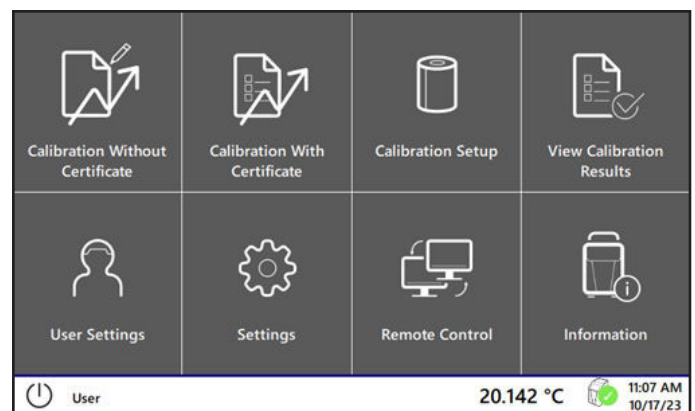 Calibration Without
Certificate
Calibration With
Certificate
Calibration Setup
View Calibration
Results
User Settings
Settings
Remote Control
Information
User
20.142 °C
11:07 AM
10/17/23